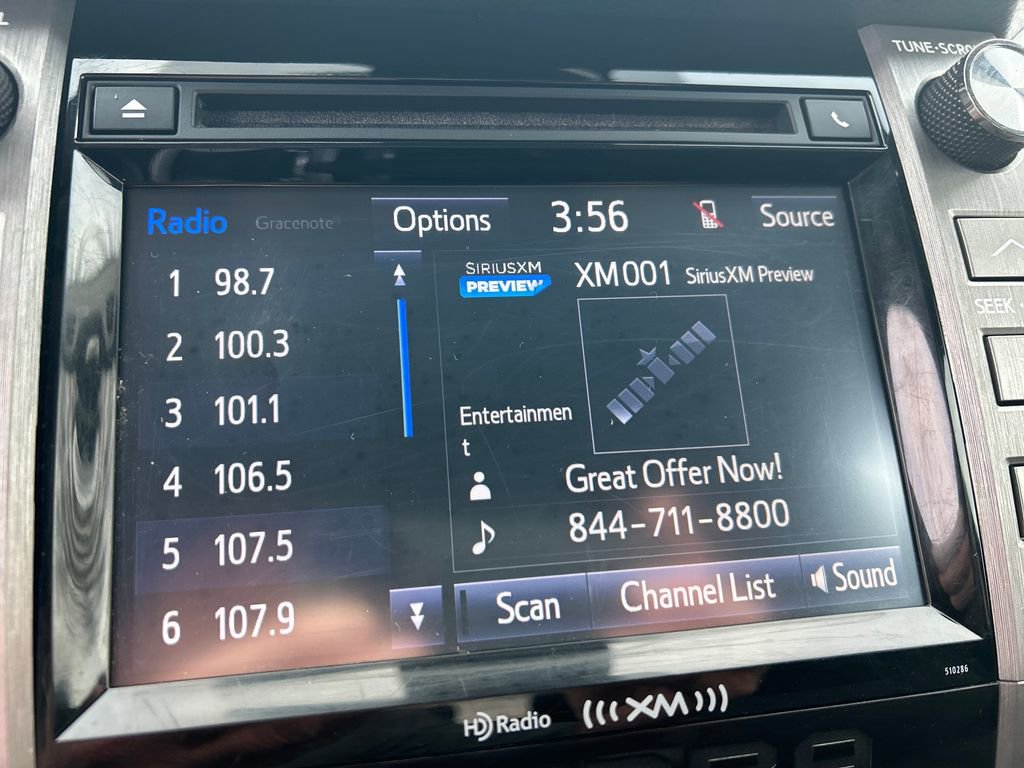 TUNE·SCRO
Radio Gracenote Options 3:56 Source
1 98.7
2 100.3
3 101.1
4 106.5
5 107.5
6 107.9
SIRIUSXM
PREVIEW
XM001 SiriusXM Preview
Entertainmen
t
Great Offer Now!
844-711-8800
Scan Channel List Sound
SEEK
510286
HD Radio (((XM)))